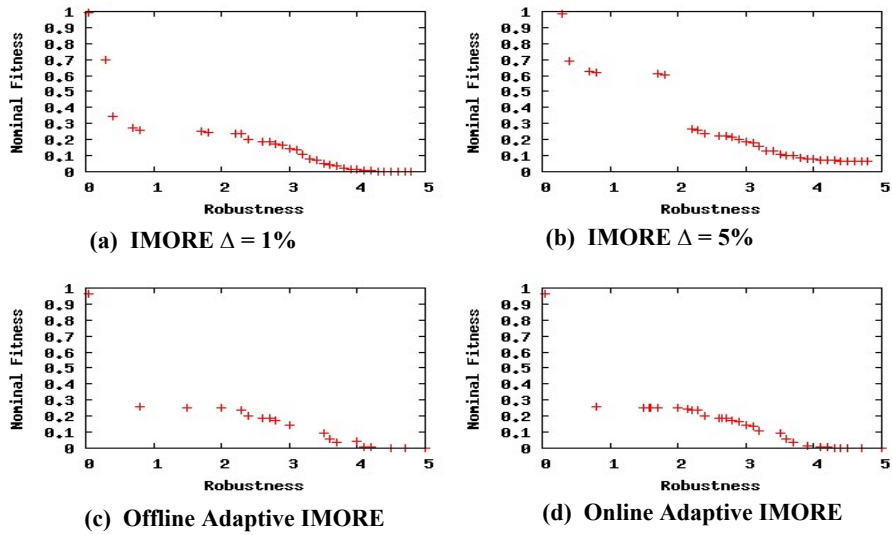 1
0.9
0.8
0.7
0.6
0.5
0.4
0.3
0.2
0.1
0
Nominal Fitness
0 1 2 3 4 5
Robustness
(a) IMORE Δ = 1%
1
0.9
0.8
0.7
0.6
0.5
0.4
0.3
0.2
0.1
0
Nominal Fitness
0 1 2 3 4 5
Robustness
(b) IMORE Δ = 5%
1
0.9
0.8
0.7
0.6
0.5
0.4
0.3
0.2
0.1
0
Nominal Fitness
0 1 2 3 4 5
Robustness
(c) Offline Adaptive IMORE
1
0.9
0.8
0.7
0.6
0.5
0.4
0.3
0.2
0.1
0
Nominal Fitness
0 1 2 3 4 5
Robustness
(d) Online Adaptive IMORE